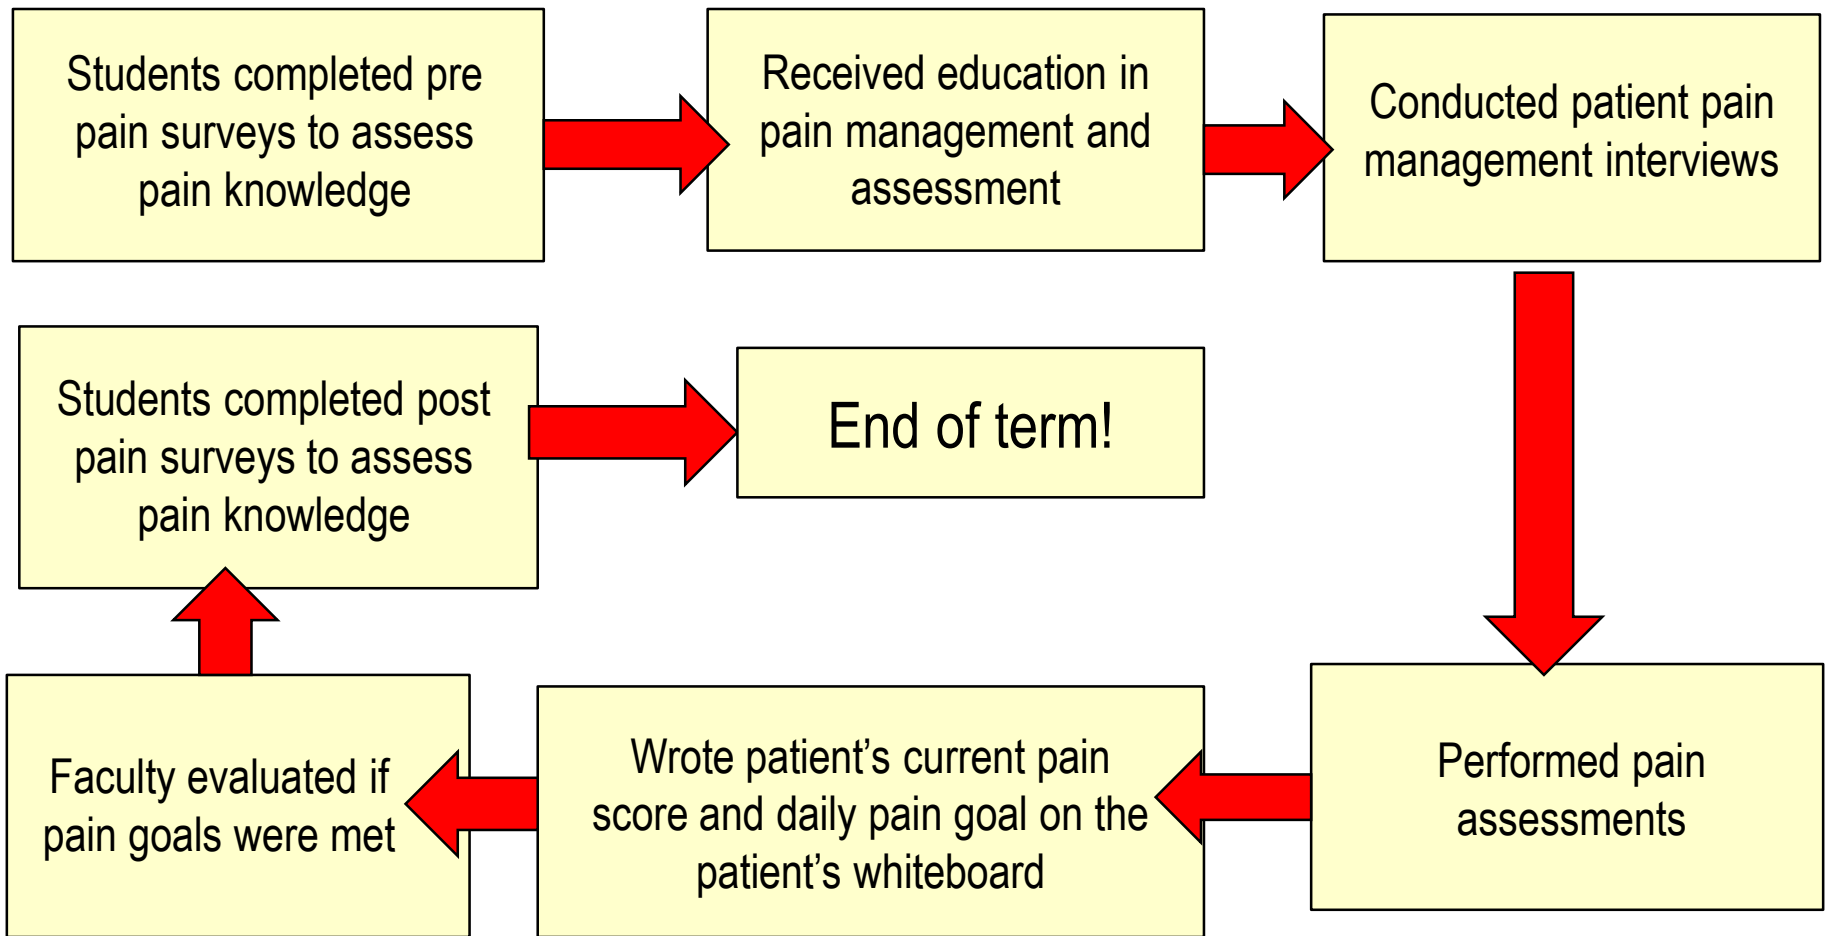 Students completed pre
pain surveys to assess
pain knowledge
Received education in
pain management and
assessment
Conducted patient pain
management interviews
Performed pain
assessments
Wrote patient’s current pain
score and daily pain goal on the
patient’s whiteboard
Faculty evaluated if
pain goals were met
Students completed post
pain surveys to assess
pain knowledge
End of term!